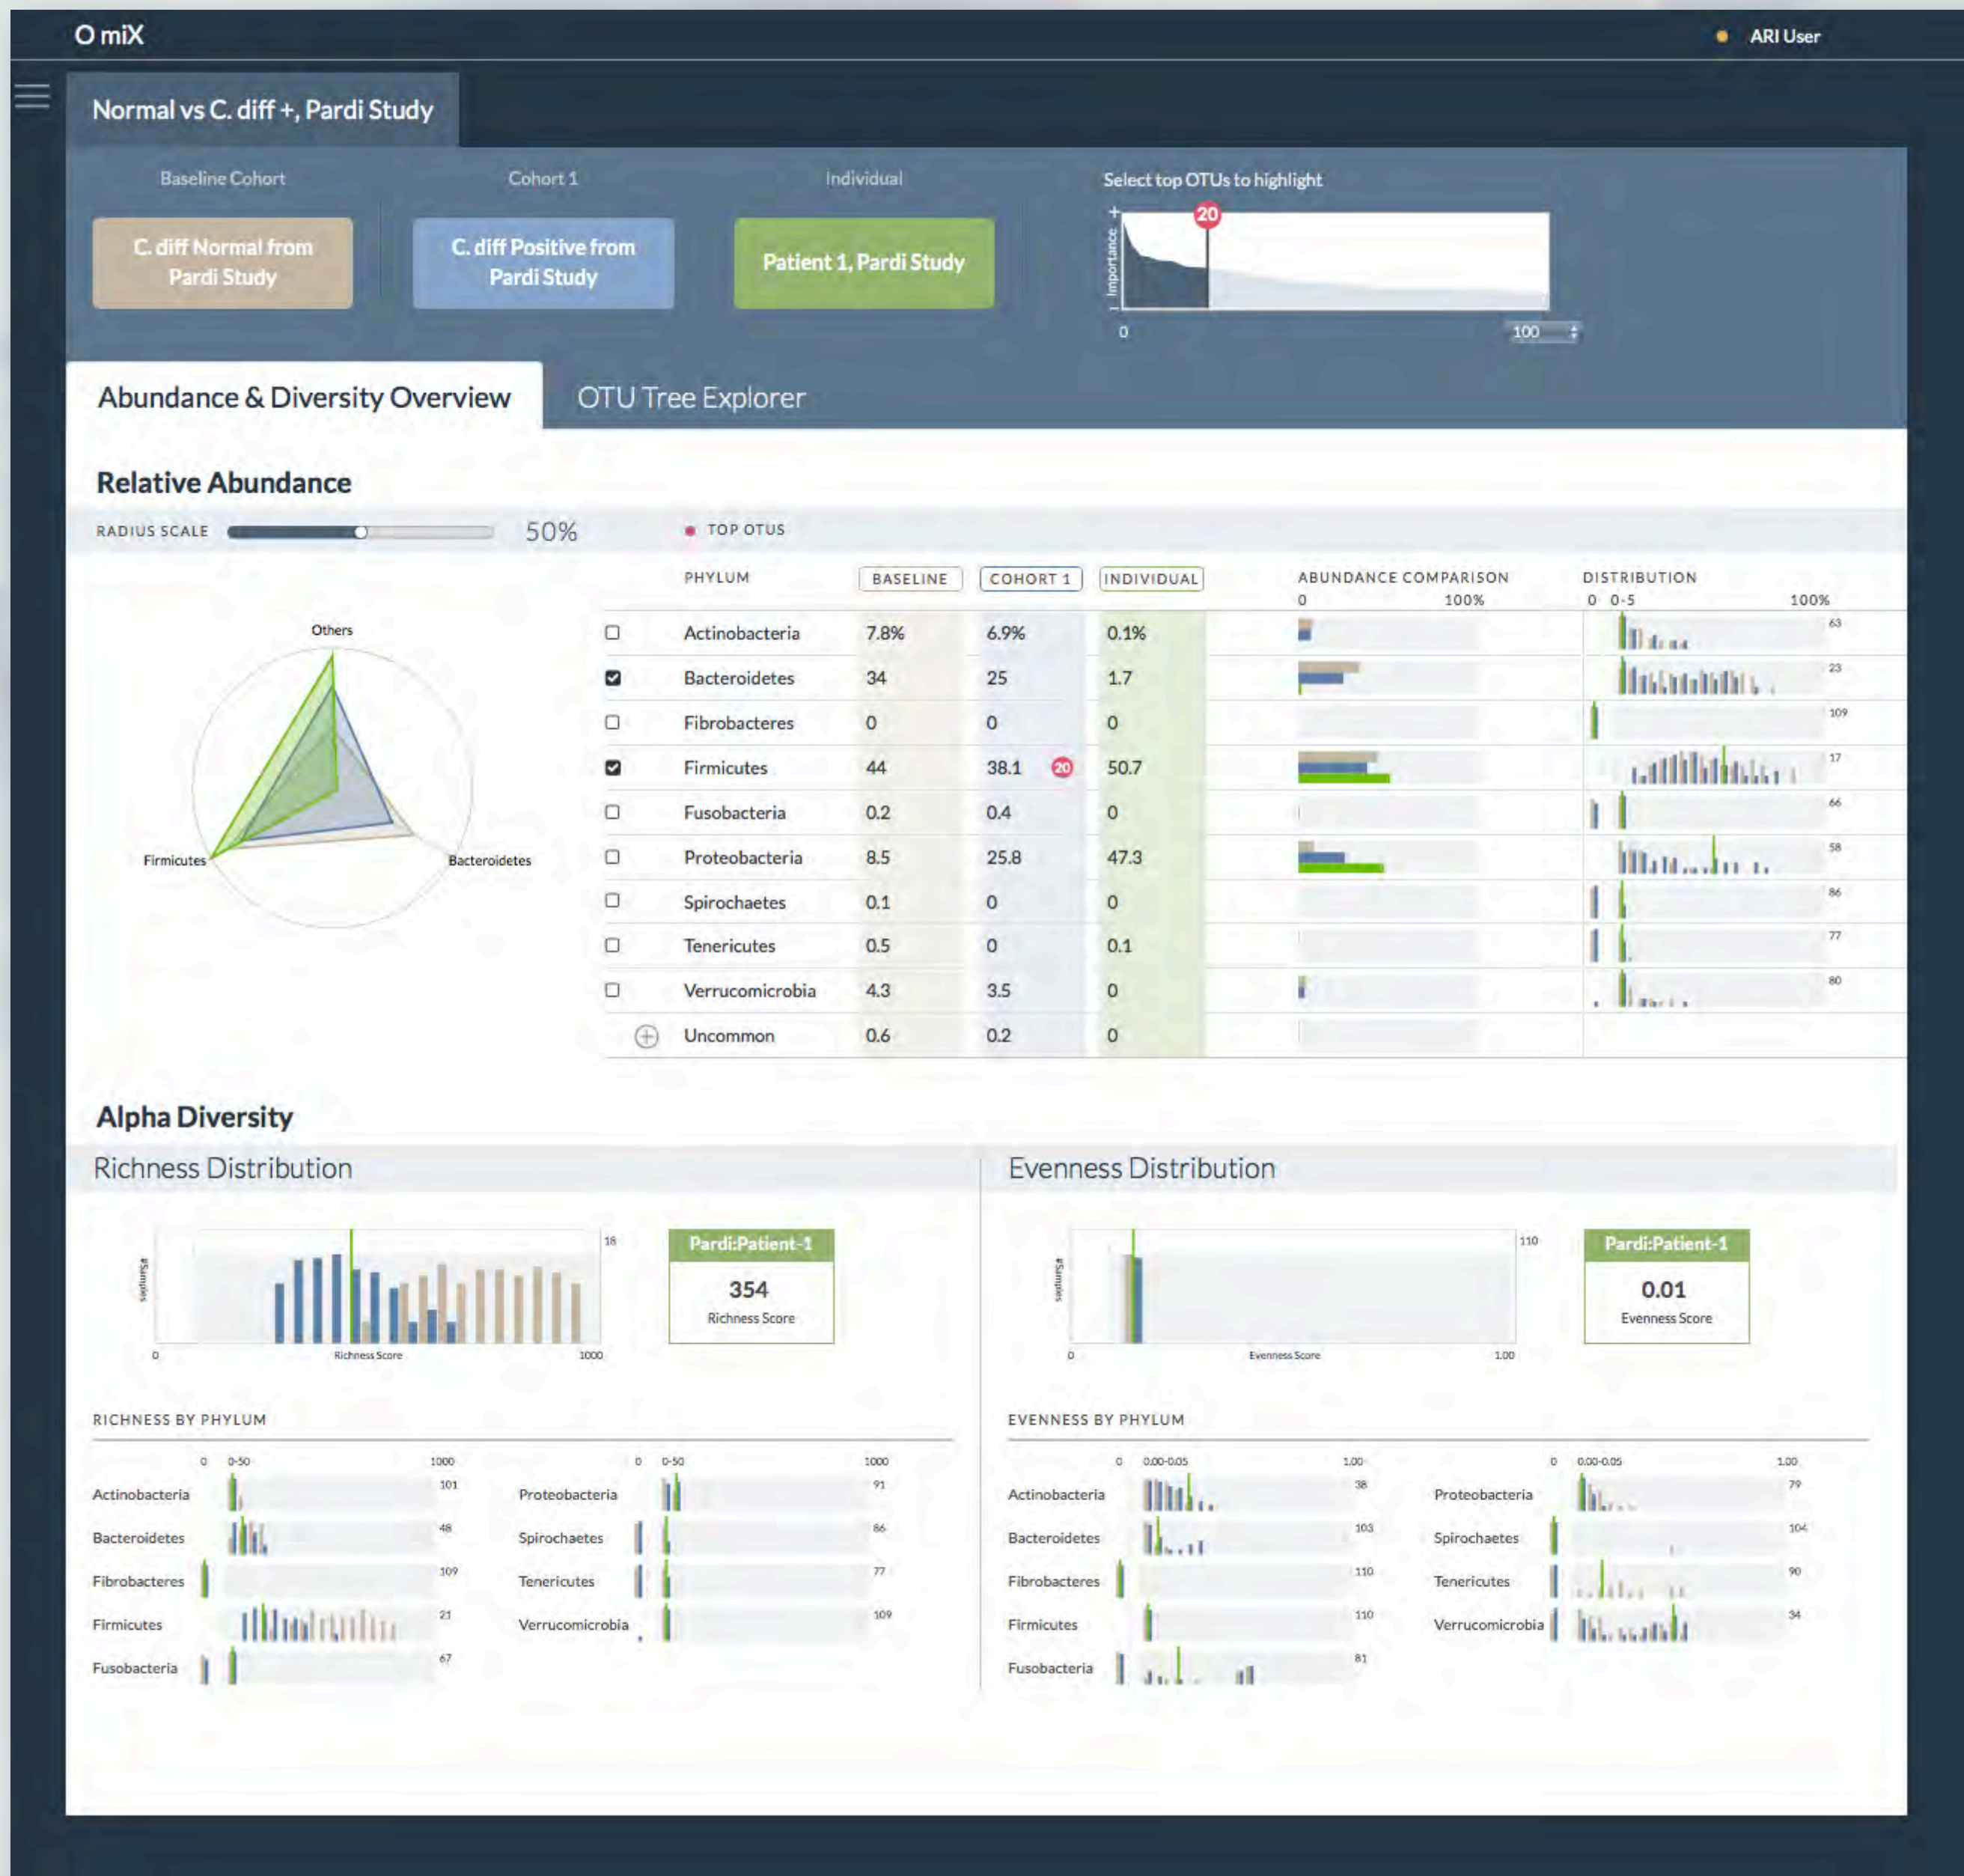 O miX
ARI User
Normal vs C. diff +, Pardi Study
Baseline Cohort
Cohort 1
Individual
Select top OTUs to highlight
C. diff Normal from
Pardi Study
C. diff Positive from
Pardi Study
Patient 1, Pardi Study
20
+
Importance
–
0
100
Abundance & Diversity Overview
OTU Tree Explorer
Relative Abundance
RADIUS SCALE
50%
TOP OTUS
PHYLUM BASELINE COHORT 1 INDIVIDUAL ABUNDANCE COMPARISON DISTRIBUTION
0 100% 0 0-5 100%
Others
Firmicutes
Bacteroidetes
Actinobacteria 7.8% 6.9% 0.1% 63
Bacteroidetes 34 25 1.7 23
Fibrobacteres 0 0 0 109
Firmicutes 44 38.1 20 50.7 17
Fusobacteria 0.2 0.4 0 66
Proteobacteria 8.5 25.8 47.3 58
Spirochaetes 0.1 0 0 86
Tenericutes 0.5 0 0.1 77
Verrucomicrobia 4.3 3.5 0 80
Uncommon 0.6 0.2 0
Alpha Diversity
Richness Distribution
#Samples
18
0 Richness Score 1000
Pardi:Patient-1
354
Richness Score
RICHNESS BY PHYLUM
0 0-50 1000
Actinobacteria 101
Bacteroidetes 48
Fibrobacteres 109
Firmicutes 21
Fusobacteria 67
0 0-50 1000
Proteobacteria 91
Spirochaetes 86
Tenericutes 77
Verrucomicrobia 109
Evenness Distribution
#Samples
110
0 Evenness Score 1.00
Pardi:Patient-1
0.01
Evenness Score
EVENNESS BY PHYLUM
0 0.00-0.05 1.00
Actinobacteria 38
Bacteroidetes 103
Fibrobacteres 110
Firmicutes 110
Fusobacteria 81
0 0.00-0.05 1.00
Proteobacteria 79
Spirochaetes 104
Tenericutes 90
Verrucomicrobia 34